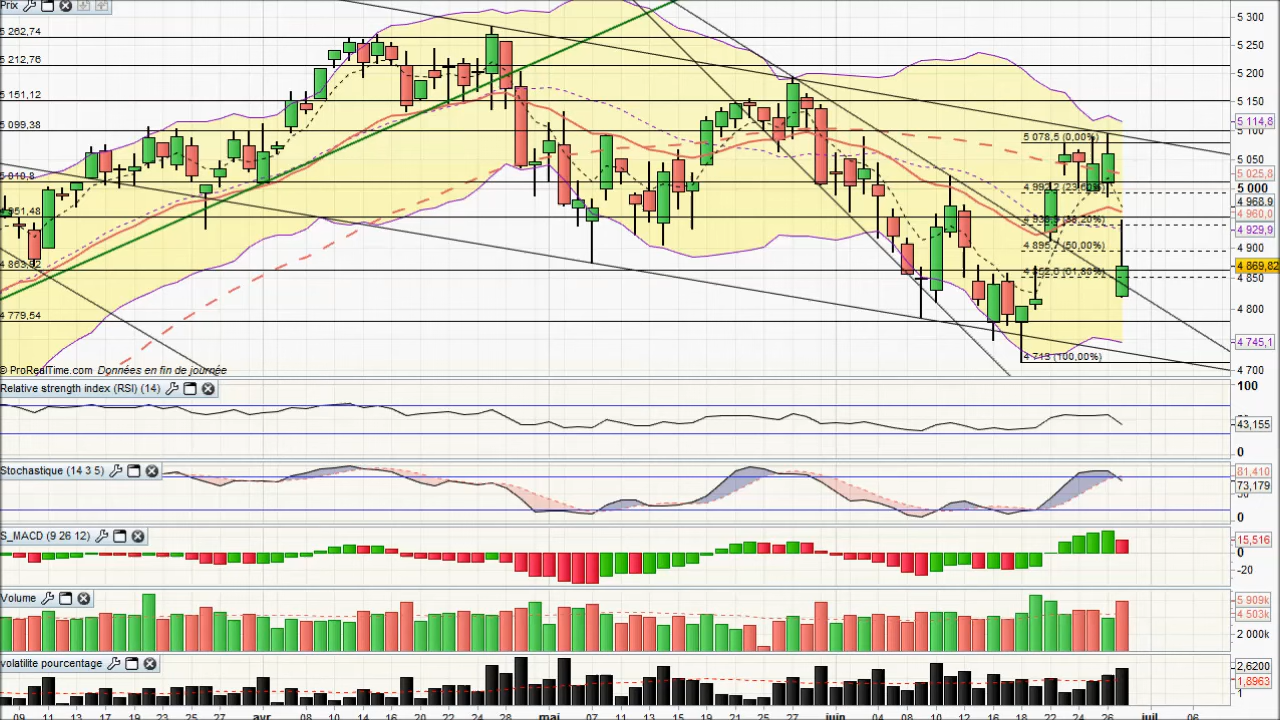 Prix
5 262,74
5 212,76
5 151,12
5 099,38
5 010,8
4 951,48
4 863,92
4 779,54
5 078,5 (0,00%)
4 992,2 (23,60%)
4 938,9 (38,20%)
4 895,7 (50,00%)
4 852,0 (61,80%)
4 713 (100,00%)
5 300
5 250
5 200
5 150
5 114,8
5 100
5 050
5 025,8
5 000
4 968,9
4 960,0
4 929,9
4 900
4 869,82
4 850
4 800
4 745,1
4 700
© ProRealTime.com Données en fin de journée
Relative strength index (RSI) (14)
100
43,155
0
Stochastique (14 3 5)
81,410
73,179
0
S_MACD (9 26 12)
15,516
0
-20
Volume
5 909k
4 503k
2 000k
volatilite pourcentage
2,6200
1,8963
1
09 11 13 19 25 27 avr 08 10 14 16 20 22 24 28 mai 07 11 13 15 19 21 25 27 juin 04 08 10 12 16 18 22 24 26 juil 06